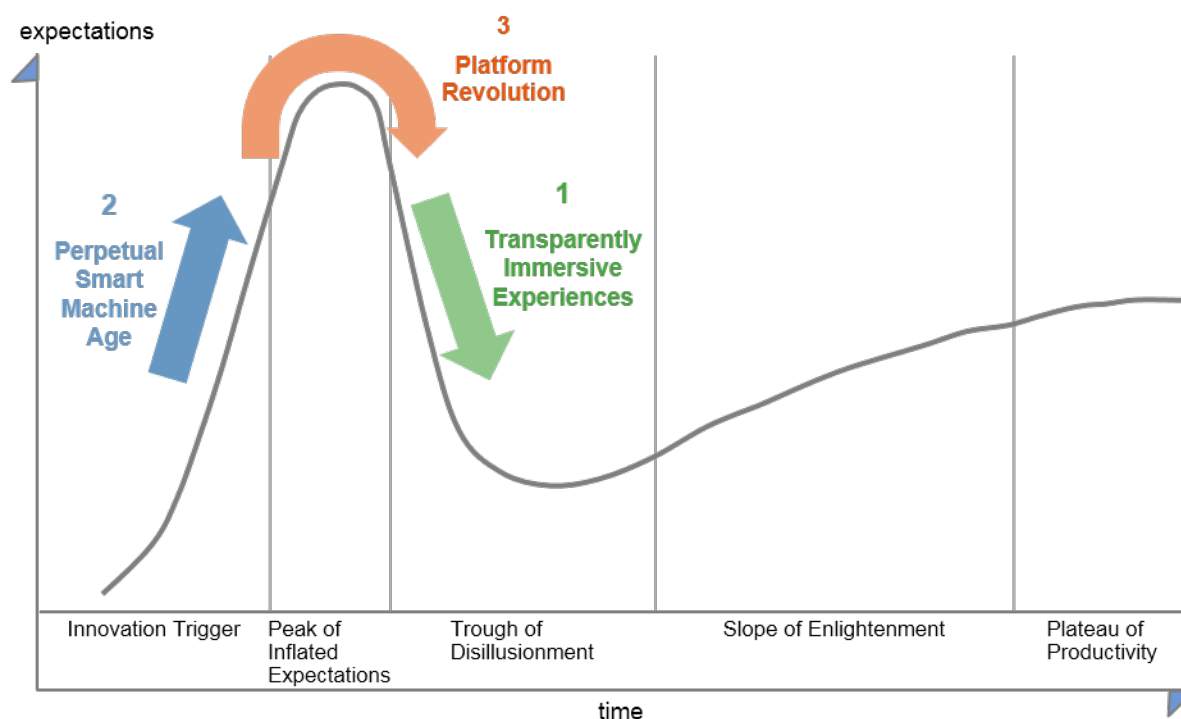 expectations
3
Platform
Revolution
2
Perpetual
Smart
Machine
Age
1
Transparently
Immersive
Experiences
Innovation Trigger
Peak of
Inflated
Expectations
Trough of
Disillusionment
Slope of Enlightenment
Plateau of
Productivity
time